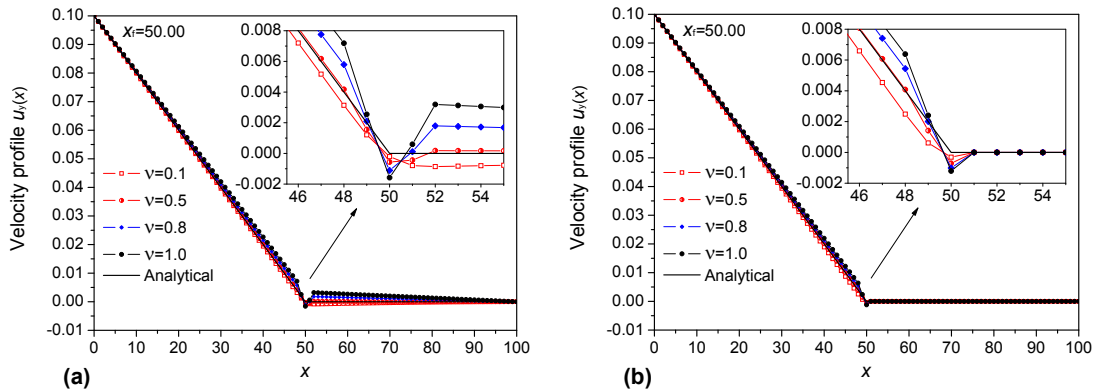 0.10
0.09
0.08
0.07
0.06
0.05
0.04
0.03
0.02
0.01
0.00
-0.01
Velocity profile uy(x)
xf=50.00
0.008
0.006
0.004
0.002
0.000
-0.002
46 48 50 52 54
ν=0.1
ν=0.5
ν=0.8
ν=1.0
Analytical
0 10 20 30 40 50 60 70 80 90 100
x
(a)
0.10
0.09
0.08
0.07
0.06
0.05
0.04
0.03
0.02
0.01
0.00
-0.01
Velocity profile uy(x)
xf=50.00
0.008
0.006
0.004
0.002
0.000
-0.002
46 48 50 52 54
ν=0.1
ν=0.5
ν=0.8
ν=1.0
Analytical
0 10 20 30 40 50 60 70 80 90 100
x
(b)